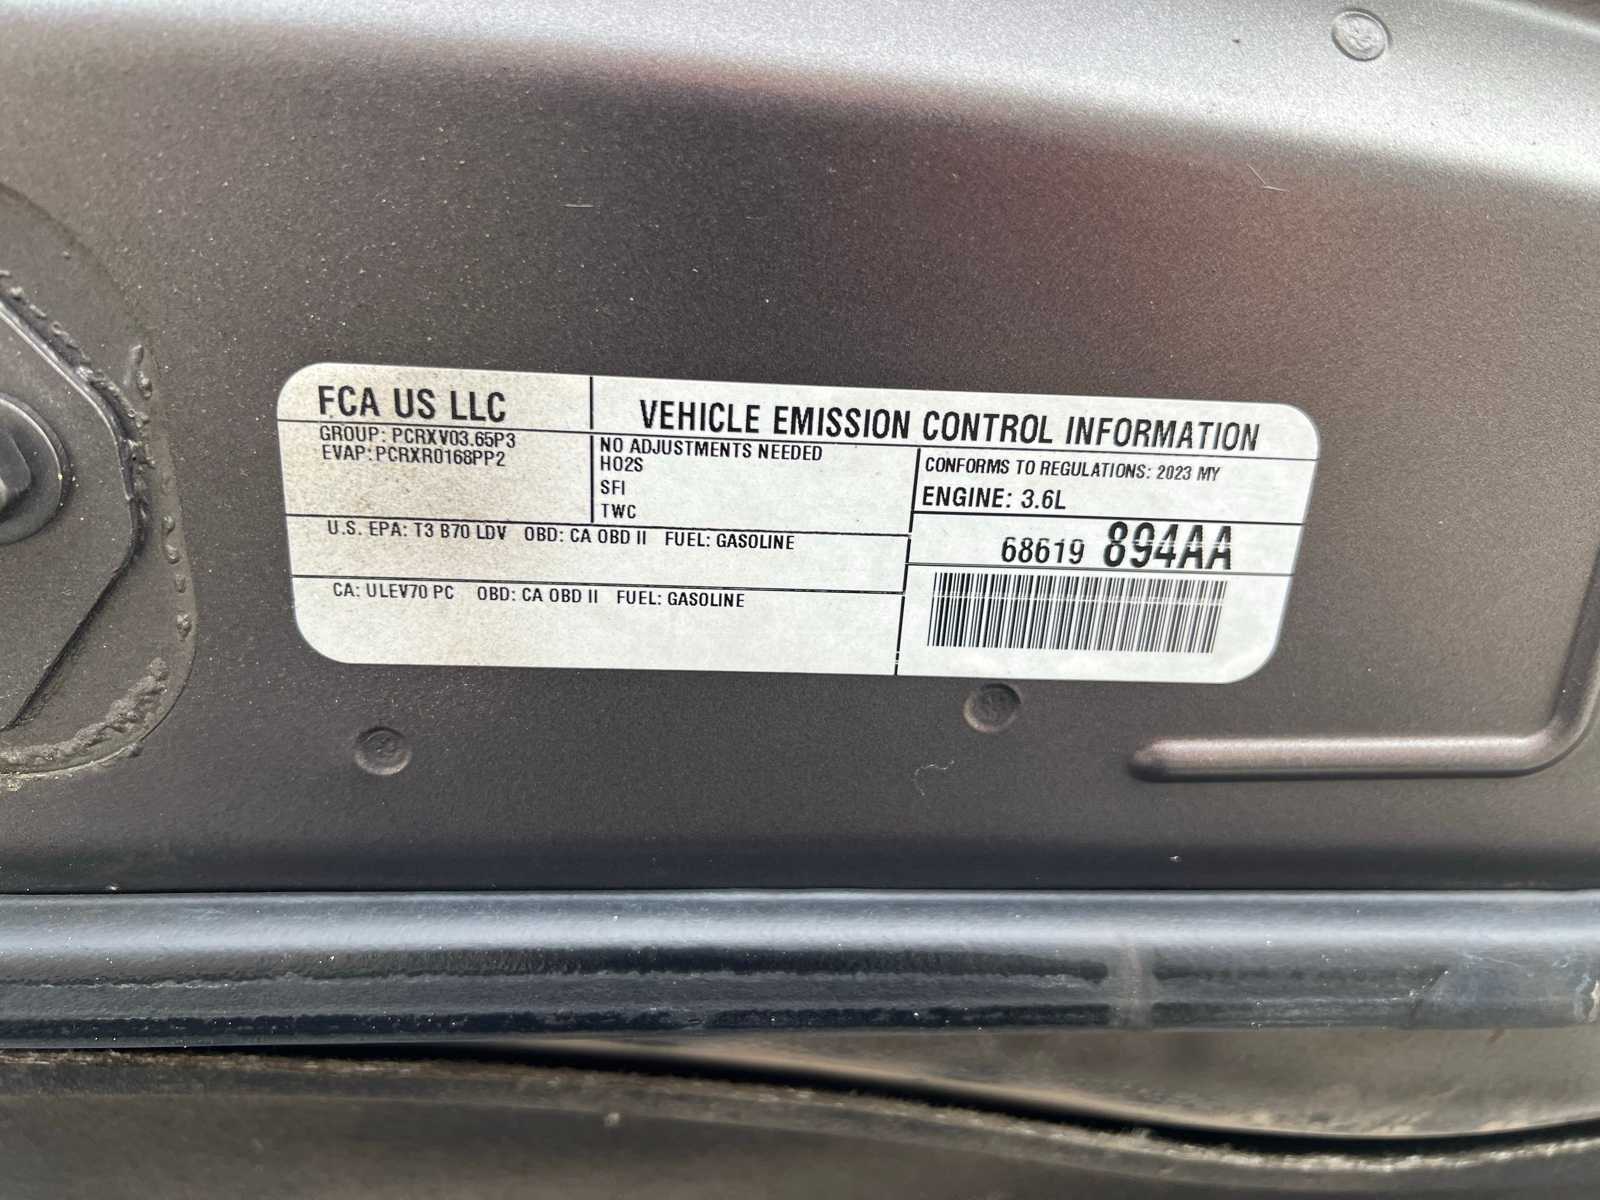 FCA US LLC
VEHICLE EMISSION CONTROL INFORMATION
GROUP: PCRXV03.65P3
EVAP: PCRXR0168PP2
NO ADJUSTMENTS NEEDED
HO2S
SFI
TWC
CONFORMS TO REGULATIONS: 2023 MY
ENGINE: 3.6L
U.S. EPA: T3 B70 LDV OBD: CA OBD II FUEL: GASOLINE
68619 894AA
CA: ULEV70 PC OBD: CA OBD II FUEL: GASOLINE